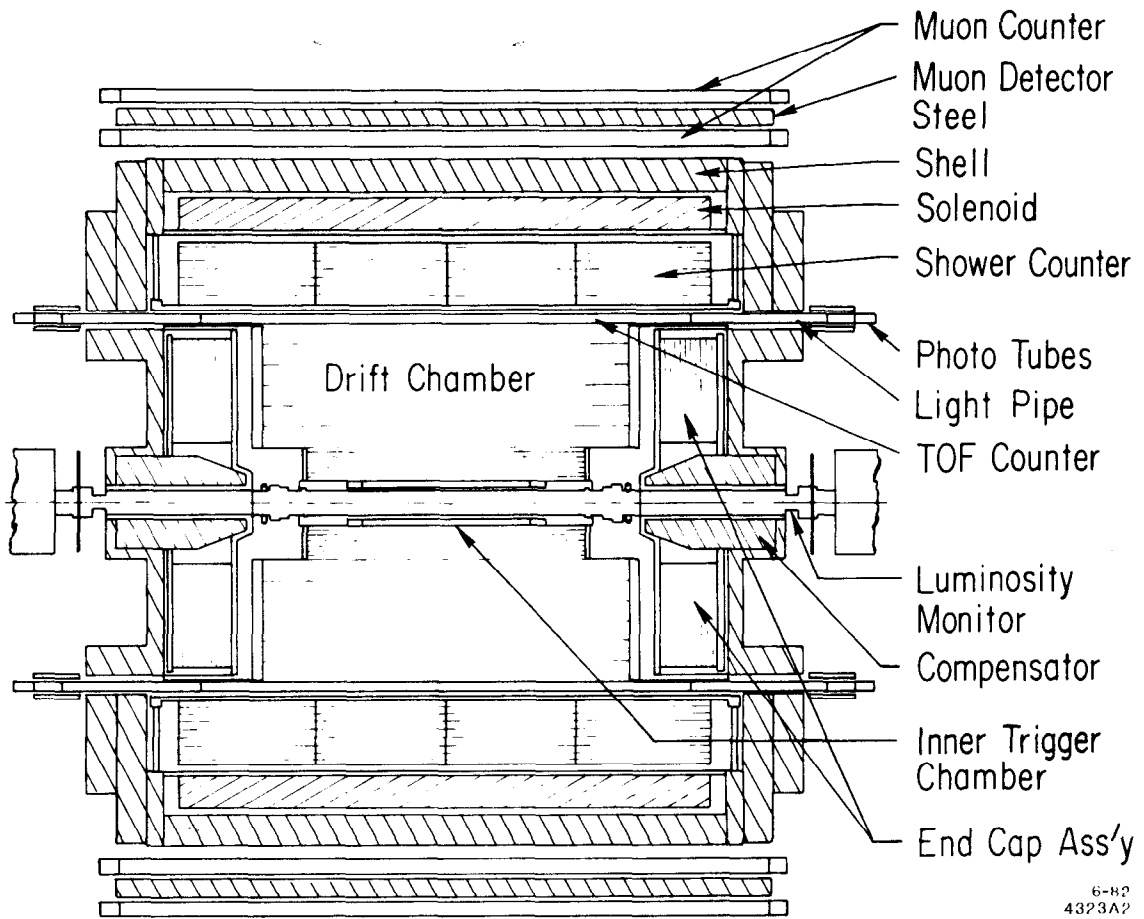 Muon Counter
Muon Detector
Steel
Shell
Solenoid
Shower Counter
Drift Chamber
Photo Tubes
Light Pipe
TOF Counter
Luminosity
Monitor
Compensator
Inner Trigger
Chamber
End Cap Ass'y
6-82
4323A2